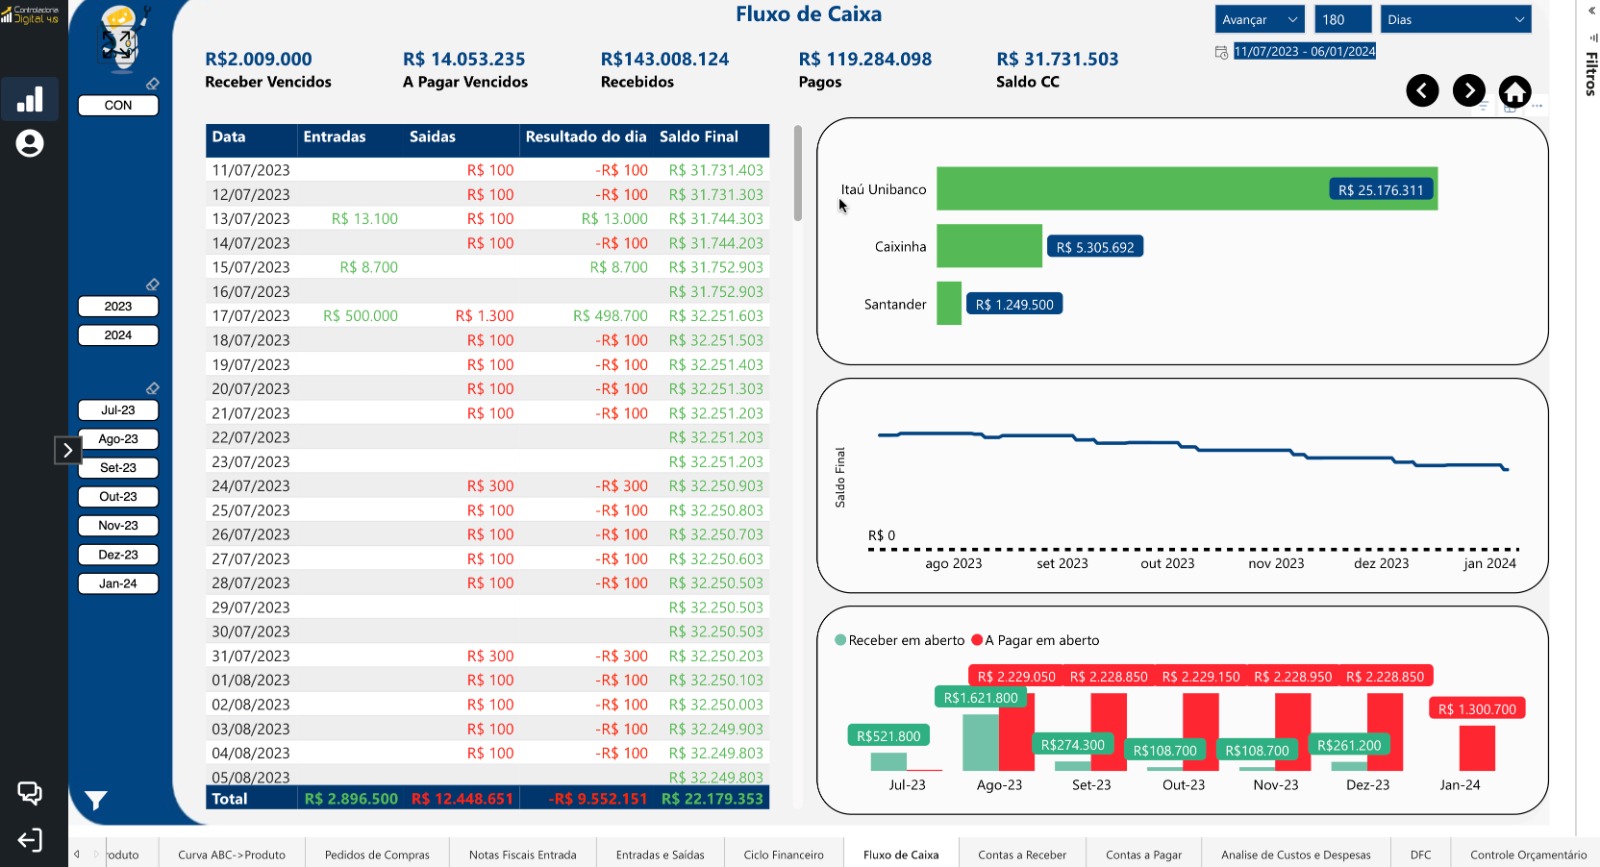 Controladoria
Digital 4.0
Fluxo de Caixa
Avançar
180
Dias
11/07/2023 - 06/01/2024
R$2.009.000
Receber Vencidos
R$ 14.053.235
A Pagar Vencidos
R$143.008.124
Recebidos
R$ 119.284.098
Pagos
R$ 31.731.503
Saldo CC
Filtros
CON
2023
2024
Jul-23
Ago-23
Set-23
Out-23
Nov-23
Dez-23
Jan-24
Data Entradas Saidas Resultado do dia Saldo Final
11/07/2023 R$ 100 -R$ 100 R$ 31.731.403
12/07/2023 R$ 100 -R$ 100 R$ 31.731.303
13/07/2023 R$ 13.100 R$ 100 R$ 13.000 R$ 31.744.303
14/07/2023 R$ 100 -R$ 100 R$ 31.744.203
15/07/2023 R$ 8.700 R$ 8.700 R$ 31.752.903
16/07/2023 R$ 31.752.903
17/07/2023 R$ 500.000 R$ 1.300 R$ 498.700 R$ 32.251.603
18/07/2023 R$ 100 -R$ 100 R$ 32.251.503
19/07/2023 R$ 100 -R$ 100 R$ 32.251.403
20/07/2023 R$ 100 -R$ 100 R$ 32.251.303
21/07/2023 R$ 100 -R$ 100 R$ 32.251.203
22/07/2023 R$ 32.251.203
23/07/2023 R$ 32.251.203
24/07/2023 R$ 300 -R$ 300 R$ 32.250.903
25/07/2023 R$ 100 -R$ 100 R$ 32.250.803
26/07/2023 R$ 100 -R$ 100 R$ 32.250.703
27/07/2023 R$ 100 -R$ 100 R$ 32.250.603
28/07/2023 R$ 100 -R$ 100 R$ 32.250.503
29/07/2023 R$ 32.250.503
30/07/2023 R$ 32.250.503
31/07/2023 R$ 300 -R$ 300 R$ 32.250.203
01/08/2023 R$ 100 -R$ 100 R$ 32.250.103
02/08/2023 R$ 100 -R$ 100 R$ 32.250.003
03/08/2023 R$ 100 -R$ 100 R$ 32.249.903
04/08/2023 R$ 100 -R$ 100 R$ 32.249.803
05/08/2023 R$ 32.249.803
Total R$ 2.896.500 R$ 12.448.651 -R$ 9.552.151 R$ 22.179.353
Itaú Unibanco R$ 25.176.311
Caixinha R$ 5.305.692
Santander R$ 1.249.500
Saldo Final
R$ 0
ago 2023 set 2023 out 2023 nov 2023 dez 2023 jan 2024
Receber em aberto A Pagar em aberto
R$ 2.229.050 R$ 2.228.850 R$ 2.229.150 R$ 2.228.950 R$ 2.228.850
R$1.621.800
R$ 1.300.700
R$521.800
R$274.300 R$108.700 R$108.700 R$261.200
Jul-23 Ago-23 Set-23 Out-23 Nov-23 Dez-23 Jan-24
roduto Curva ABC->Produto Pedidos de Compras Notas Fiscais Entrada Entradas e Saídas Ciclo Financeiro Fluxo de Caixa Contas a Receber Contas a Pagar Analise de Custos e Despesas DFC Controle Orçamentário